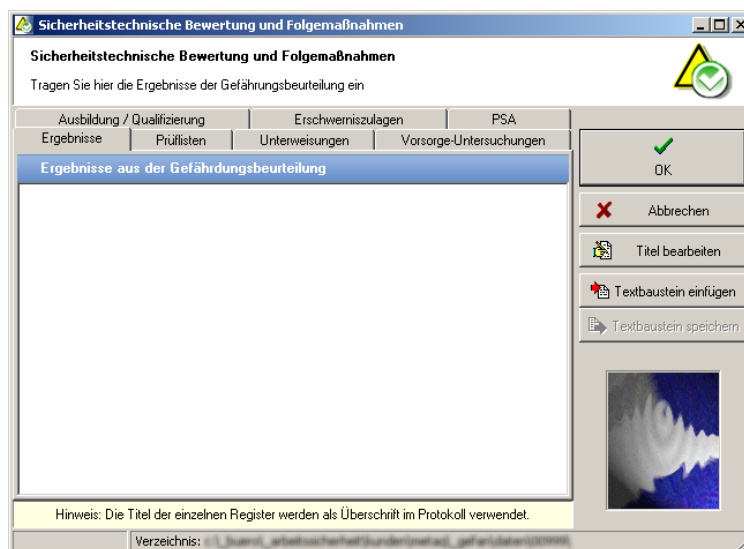 Sicherheitstechnische Bewertung und Folgemaßnahmen
Sicherheitstechnische Bewertung und Folgemaßnahmen
Tragen Sie hier die Ergebnisse der Gefährungsbeurteilung ein
Ausbildung / Qualifizierung Erschwerniszulagen PSA
Ergebnisse Prüflisten Unterweisungen Vorsorge-Untersuchungen
Ergebnisse aus der Gefährdungsbeurteilung
OK
Abbrechen
Titel bearbeiten
Textbaustein einfügen
Textbaustein speichern
Hinweis: Die Titel der einzelnen Register werden als Überschrift im Protokoll verwendet.
Verzeichnis: